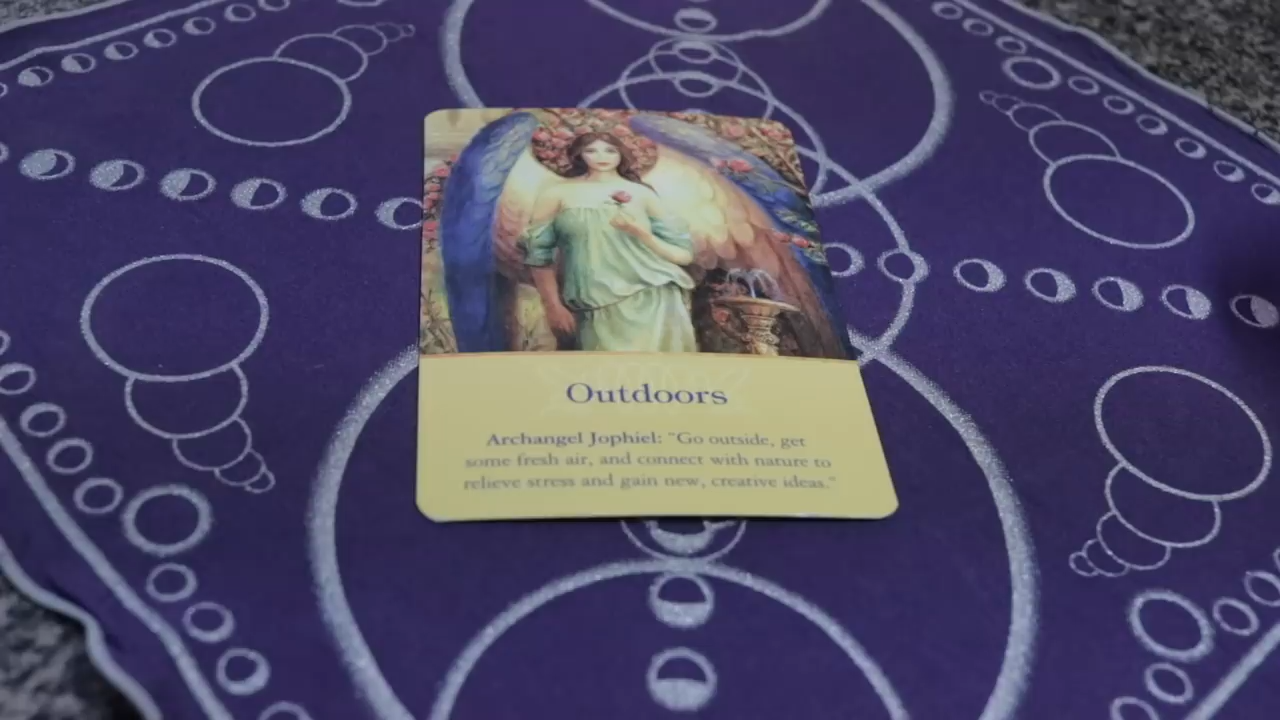 Outdoors
Archangel Jophiel: "Go outside, get
some fresh air, and connect with nature to
relieve stress and gain new, creative ideas."